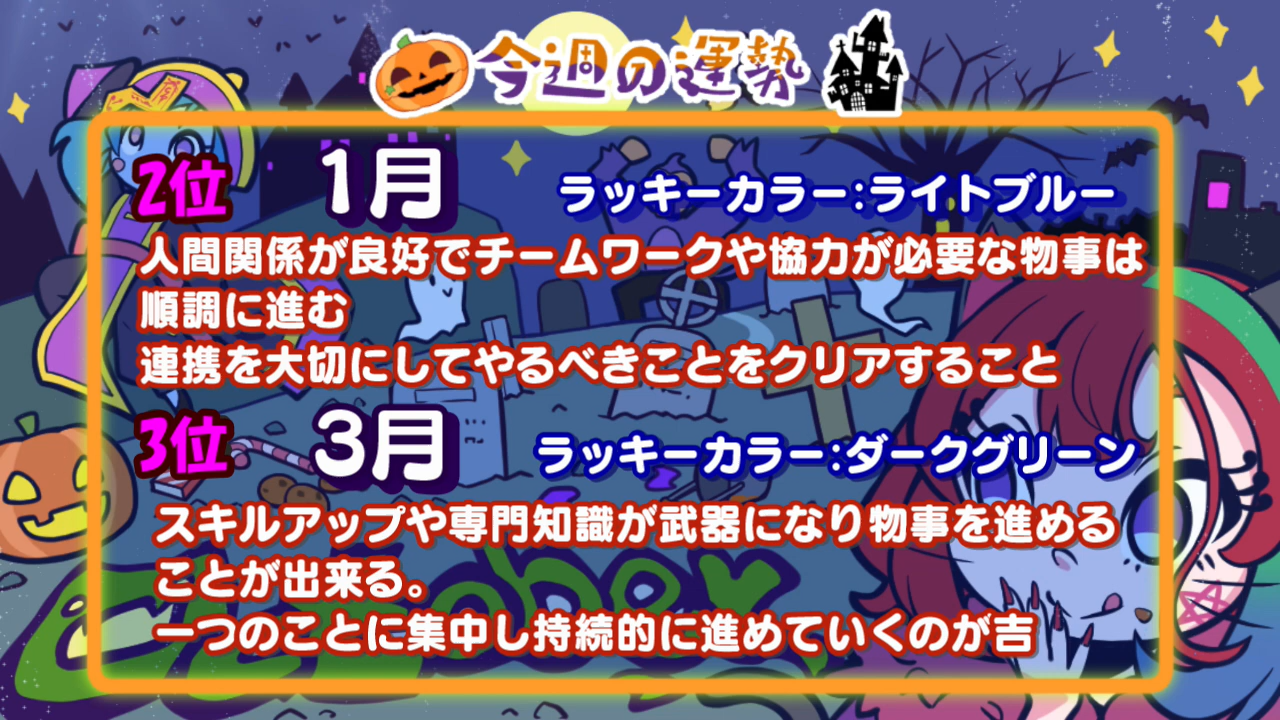 今週の運勢
2位 1月 ラッキーカラー:ライトブルー
人間関係が良好でチームワークや協力が必要な物事は
順調に進む
連携を大切にしてやるべきことをクリアすること
3位 3月 ラッキーカラー:ダークグリーン
スキルアップや専門知識が武器になり物事を進める
ことが出来る。
一つのことに集中し持続的に進めていくのが吉